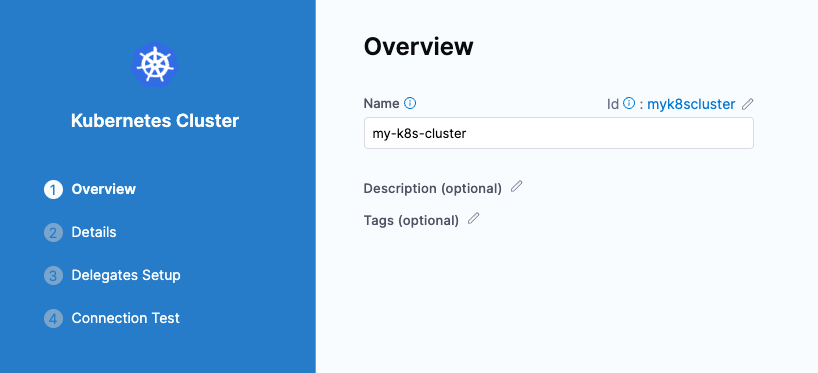 Kubernetes Cluster
1 Overview
2 Details
3 Delegates Setup
4 Connection Test
Overview
Name Id : myk8scluster
my-k8s-cluster
Description (optional)
Tags (optional)